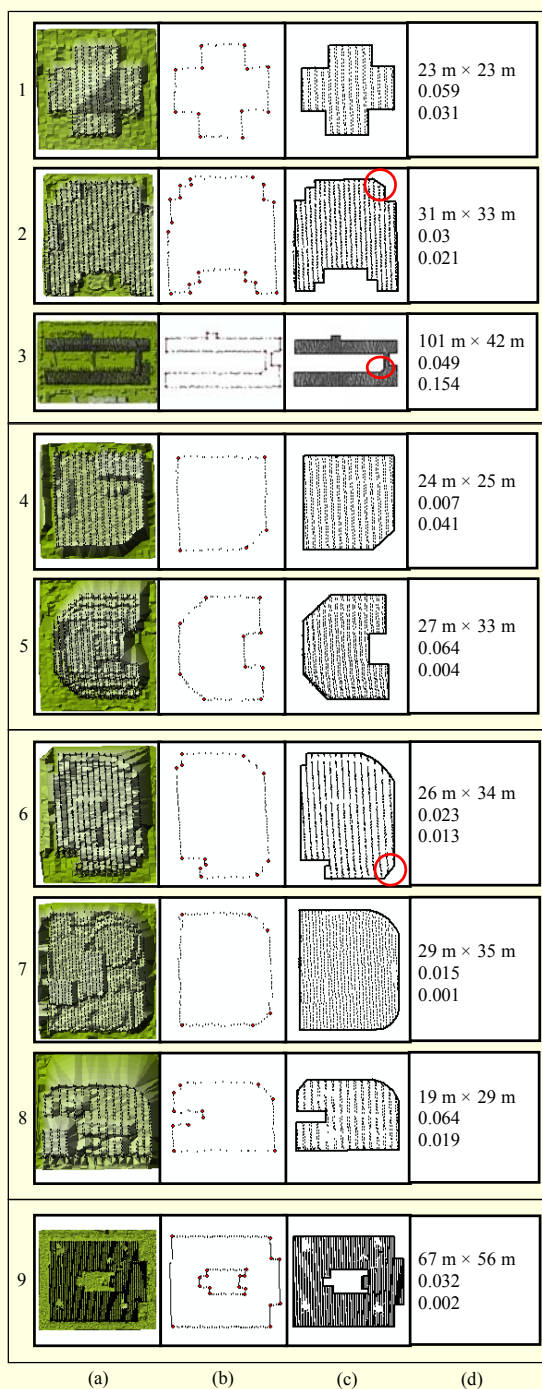 1
23 m × 23 m
0.059
0.031
2
31 m × 33 m
0.03
0.021
3
101 m × 42 m
0.049
0.154
4
24 m × 25 m
0.007
0.041
5
27 m × 33 m
0.064
0.004
6
26 m × 34 m
0.023
0.013
7
29 m × 35 m
0.015
0.001
8
19 m × 29 m
0.064
0.019
9
67 m × 56 m
0.032
0.002
(a) (b) (c) (d)